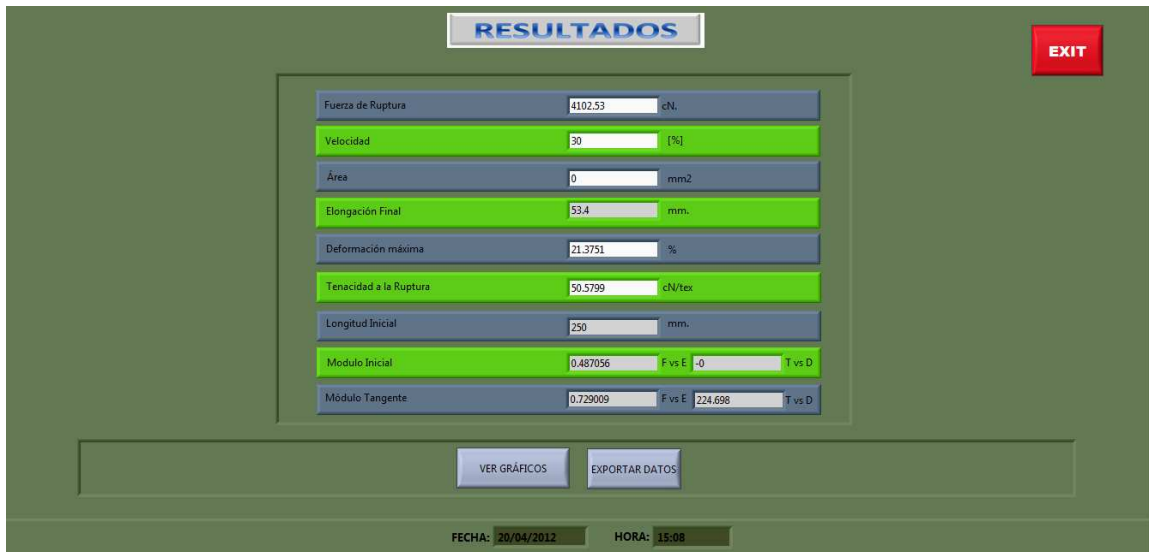 RESULTADOS
EXIT
Fuerza de Ruptura 4102.53 cN.
Velocidad 30 [%]
Área 0 mm2
Elongación Final 53.4 mm.
Deformación máxima 21.3751 %
Tenacidad a la Ruptura 50.5799 cN/tex
Longitud Inicial 250 mm.
Modulo Inicial 0.487056 F vs E -0 T vs D
Módulo Tangente 0.729009 F vs E 224.698 T vs D
VER GRÁFICOS EXPORTAR DATOS
FECHA: 20/04/2012 HORA: 15:08